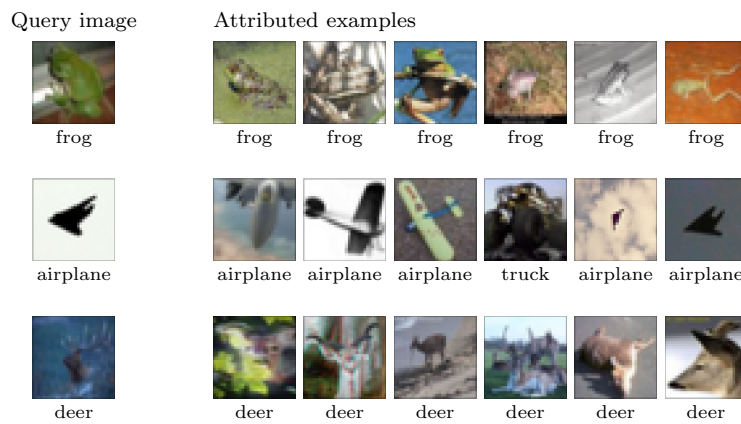 Query image Attributed examples
frog frog frog frog frog frog frog
airplane airplane airplane airplane truck airplane airplane
deer deer deer deer deer deer deer